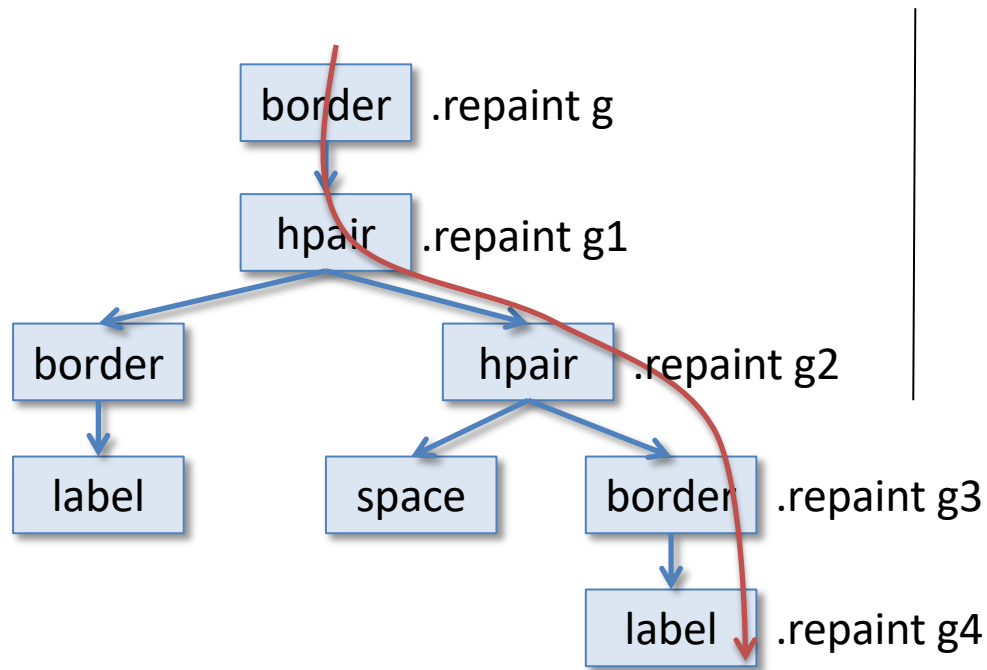 border .repaint g
hpair .repaint g1
border hpair .repaint g2
label space border .repaint g3
label .repaint g4